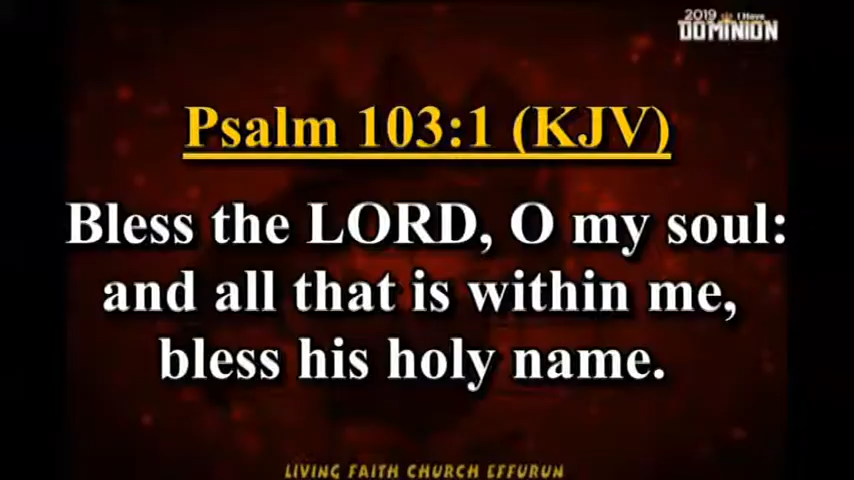 2019 I Have
DOMINION
Psalm 103:1 (KJV)
Bless the LORD, O my soul:
and all that is within me,
bless his holy name.
LIVING FAITH CHURCH EFFURUN